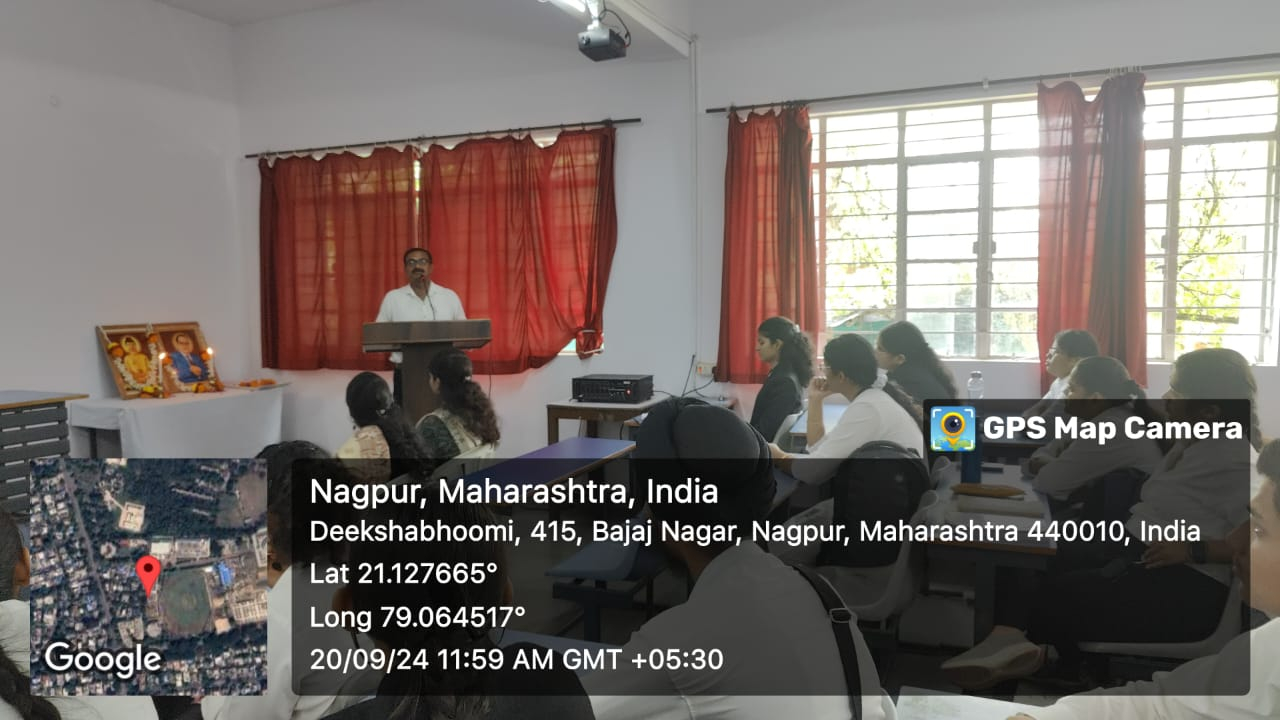 GPS Map Camera
Nagpur, Maharashtra, India
Deekshabhoomi, 415, Bajaj Nagar, Nagpur, Maharashtra 440010, India
Lat 21.127665°
Long 79.064517°
20/09/24 11:59 AM GMT +05:30
Google